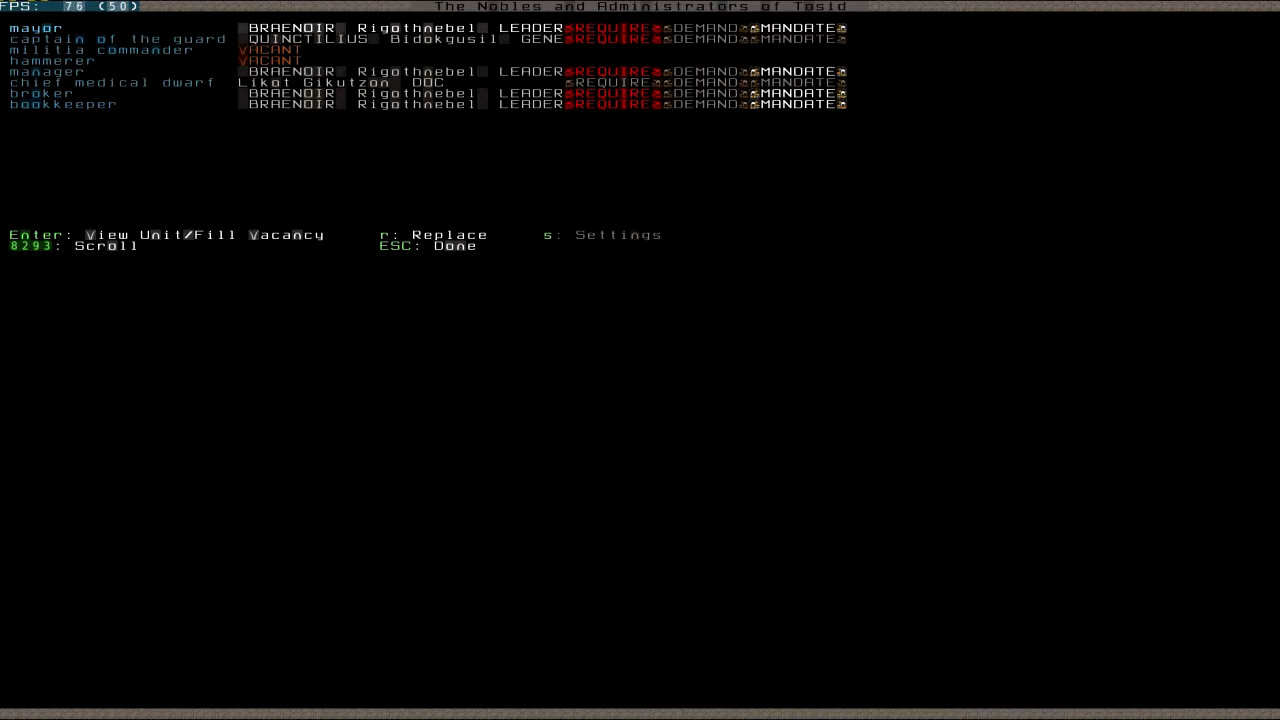 FPS: 76 (50) The Nobles and Administrators of Tosid
mayor BRAENOIR Rigothnebel LEADER REQUIRE DEMAND MANDATE
captain of the guard QUINCTILIUS Bidokgusil GENE REQUIRE DEMAND MANDATE
militia commander VACANT
hammerer VACANT
manager BRAENOIR Rigothnebel LEADER REQUIRE DEMAND MANDATE
chief medical dwarf Likot Gikutzon DOC REQUIRE DEMAND MANDATE
broker BRAENOIR Rigothnebel LEADER REQUIRE DEMAND MANDATE
bookkeeper BRAENOIR Rigothnebel LEADER REQUIRE DEMAND MANDATE
Enter: View Unit/Fill Vacancy r: Replace s: Settings
8293: Scroll ESC: Done